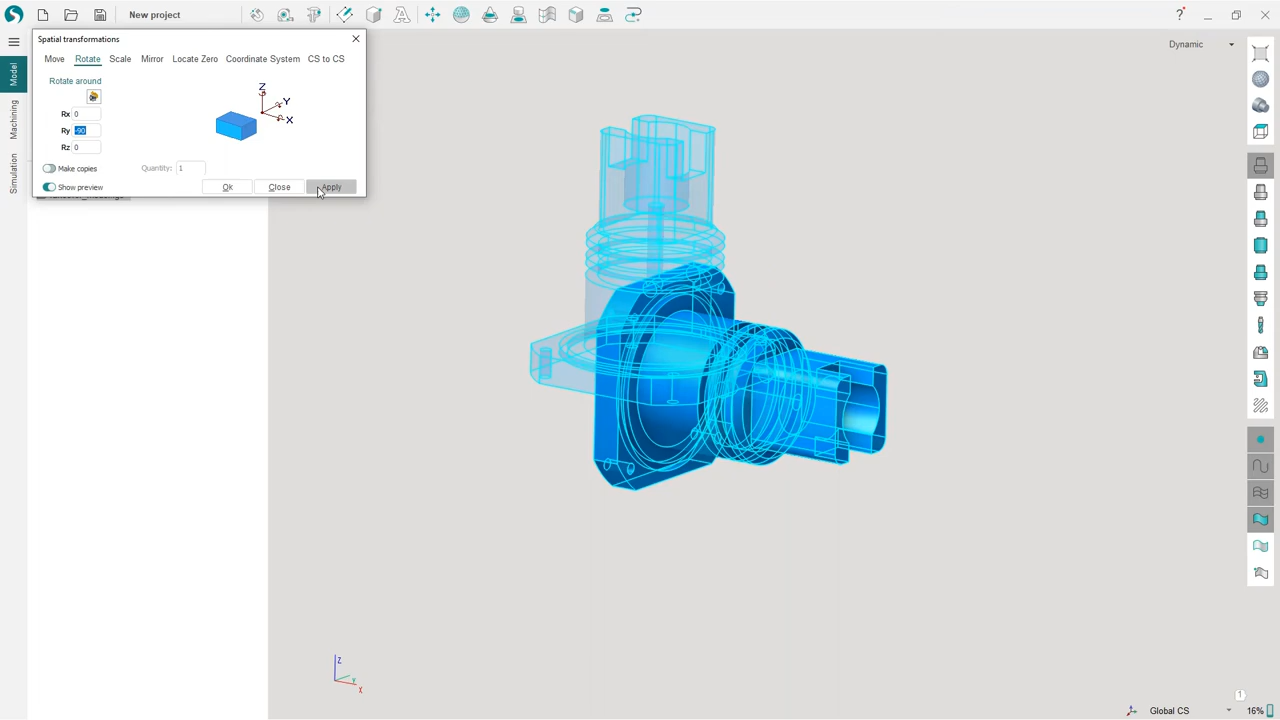 New project
?
Spatial transformations
Move Rotate Scale Mirror Locate Zero Coordinate System CS to CS
Rotate around
Rx 0
Ry -90
Rz 0
Z
Y
X
Make copies Quantity: 1
Show preview Ok Close Apply
Model
Machining
Simulation
Dynamic
Z
Y
X
1
Global CS 16%